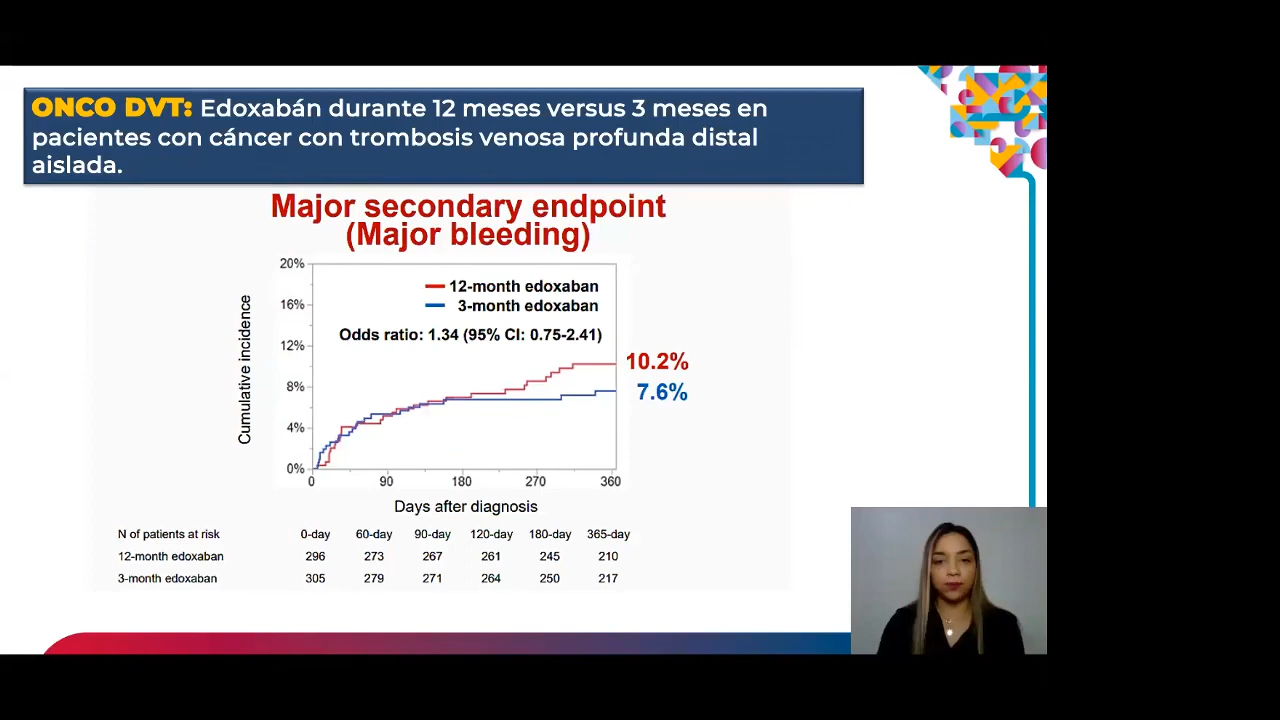 ONCO DVT: Edoxabán durante 12 meses versus 3 meses en
pacientes con cáncer con trombosis venosa profunda distal
aislada.
Major secondary endpoint
(Major bleeding)
Cumulative incidence
20%
16%
12%
8%
4%
0%
12-month edoxaban
3-month edoxaban
Odds ratio: 1.34 (95% CI: 0.75-2.41)
10.2%
7.6%
0 90 180 270 360
Days after diagnosis
N of patients at risk 0-day 60-day 90-day 120-day 180-day 365-day
12-month edoxaban 296 273 267 261 245 210
3-month edoxaban 305 279 271 264 250 217